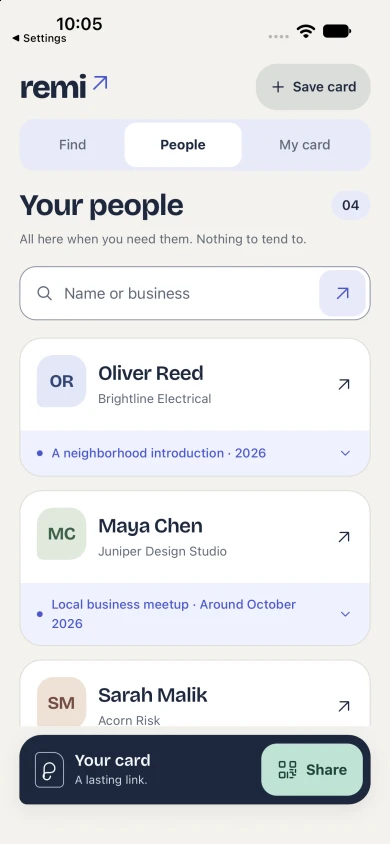 10:05
◀ Settings
remi
+ Save card
Find
People
My card
Your people
04
All here when you need them. Nothing to tend to.
Name or business
OR
Oliver Reed
Brightline Electrical
A neighborhood introduction · 2026
MC
Maya Chen
Juniper Design Studio
Local business meetup · Around October
2026
SM
Sarah Malik
Acorn Risk
Your card
A lasting link.
Share